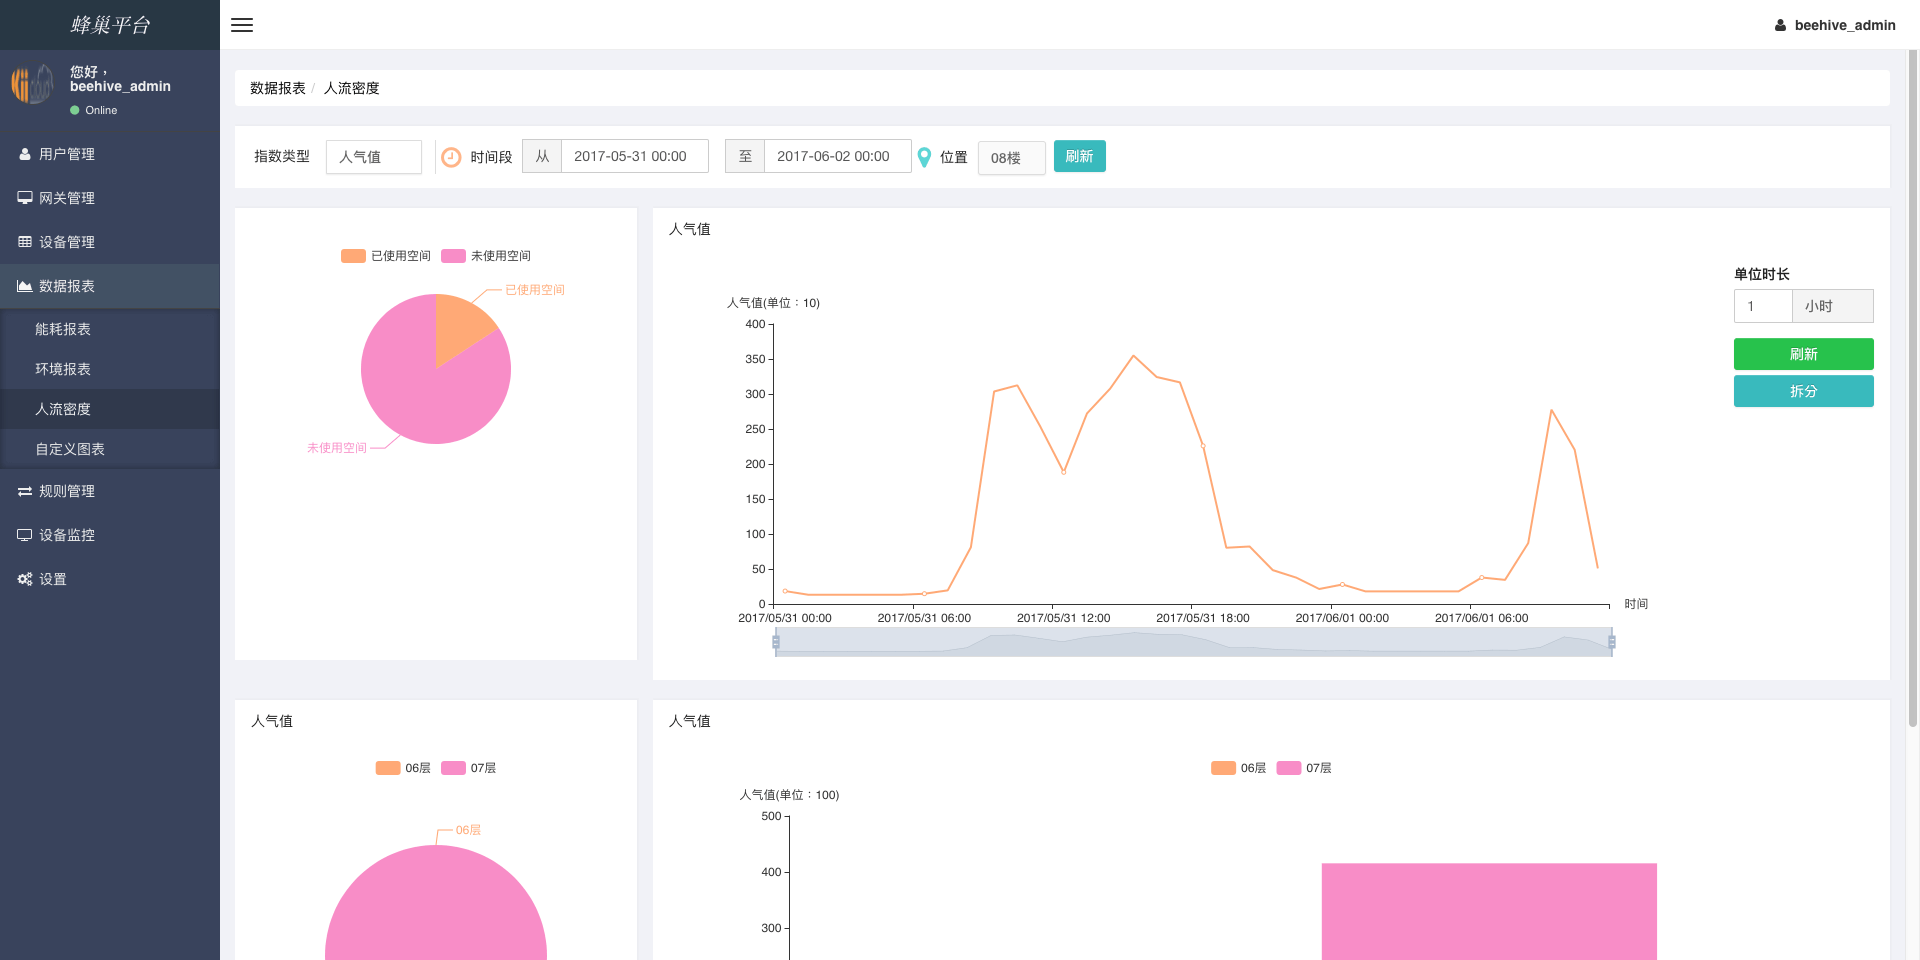 蜂巢平台
beehive_admin
您好，
beehive_admin
Online
用户管理
网关管理
设备管理
数据报表
能耗报表
环境报表
人流密度
自定义图表
规则管理
设备监控
设置
数据报表 / 人流密度
指数类型 人气值 时间段 从 2017-05-31 00:00 至 2017-06-02 00:00 位置 08楼 刷新
已使用空间 未使用空间
已使用空间
未使用空间
人气值
单位时长
1 小时
刷新
拆分
人气值(单位：10)
400
350
300
250
200
150
100
50
0
时间
2017/05/31 00:00 2017/05/31 06:00 2017/05/31 12:00 2017/05/31 18:00 2017/06/01 00:00 2017/06/01 06:00
人气值
06层 07层
06层
人气值
06层 07层
人气值(单位：100)
500
400
300